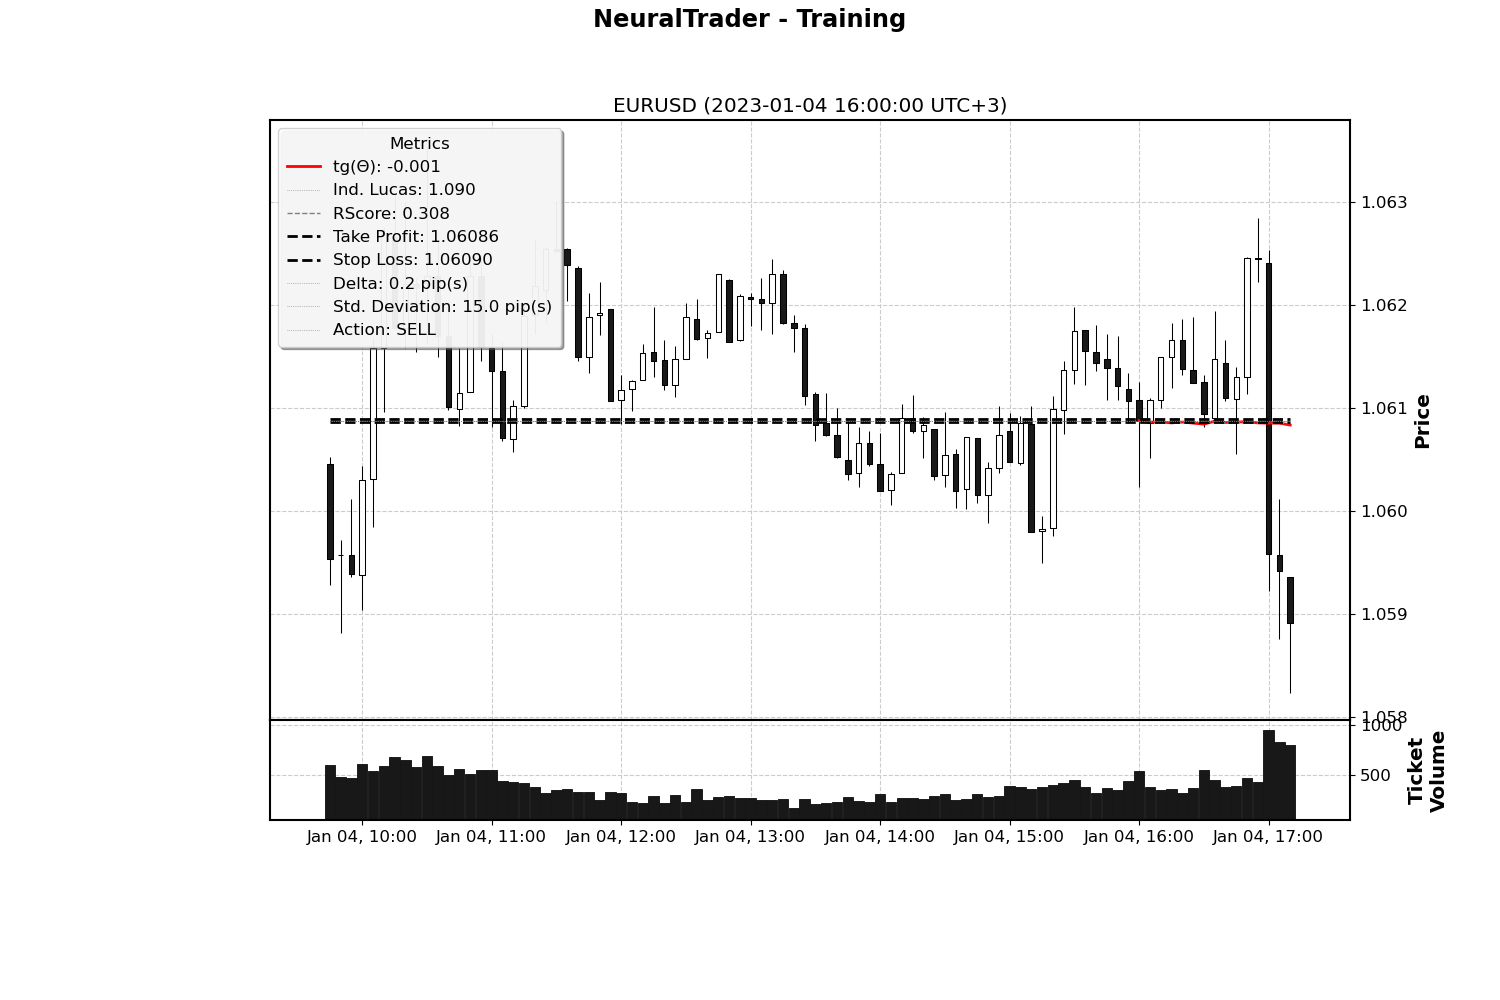 NeuralTrader - Training
EURUSD (2023-01-04 16:00:00 UTC+3)
Metrics
tg(Θ): -0.001
Ind. Lucas: 1.090
RScore: 0.308
Take Profit: 1.06086
Stop Loss: 1.06090
Delta: 0.2 pip(s)
Std. Deviation: 15.0 pip(s)
Action: SELL
1.063
1.062
1.061
1.060
1.059
1.058
Price
1000
500
Ticket
Volume
Jan 04, 10:00 Jan 04, 11:00 Jan 04, 12:00 Jan 04, 13:00 Jan 04, 14:00 Jan 04, 15:00 Jan 04, 16:00 Jan 04, 17:00